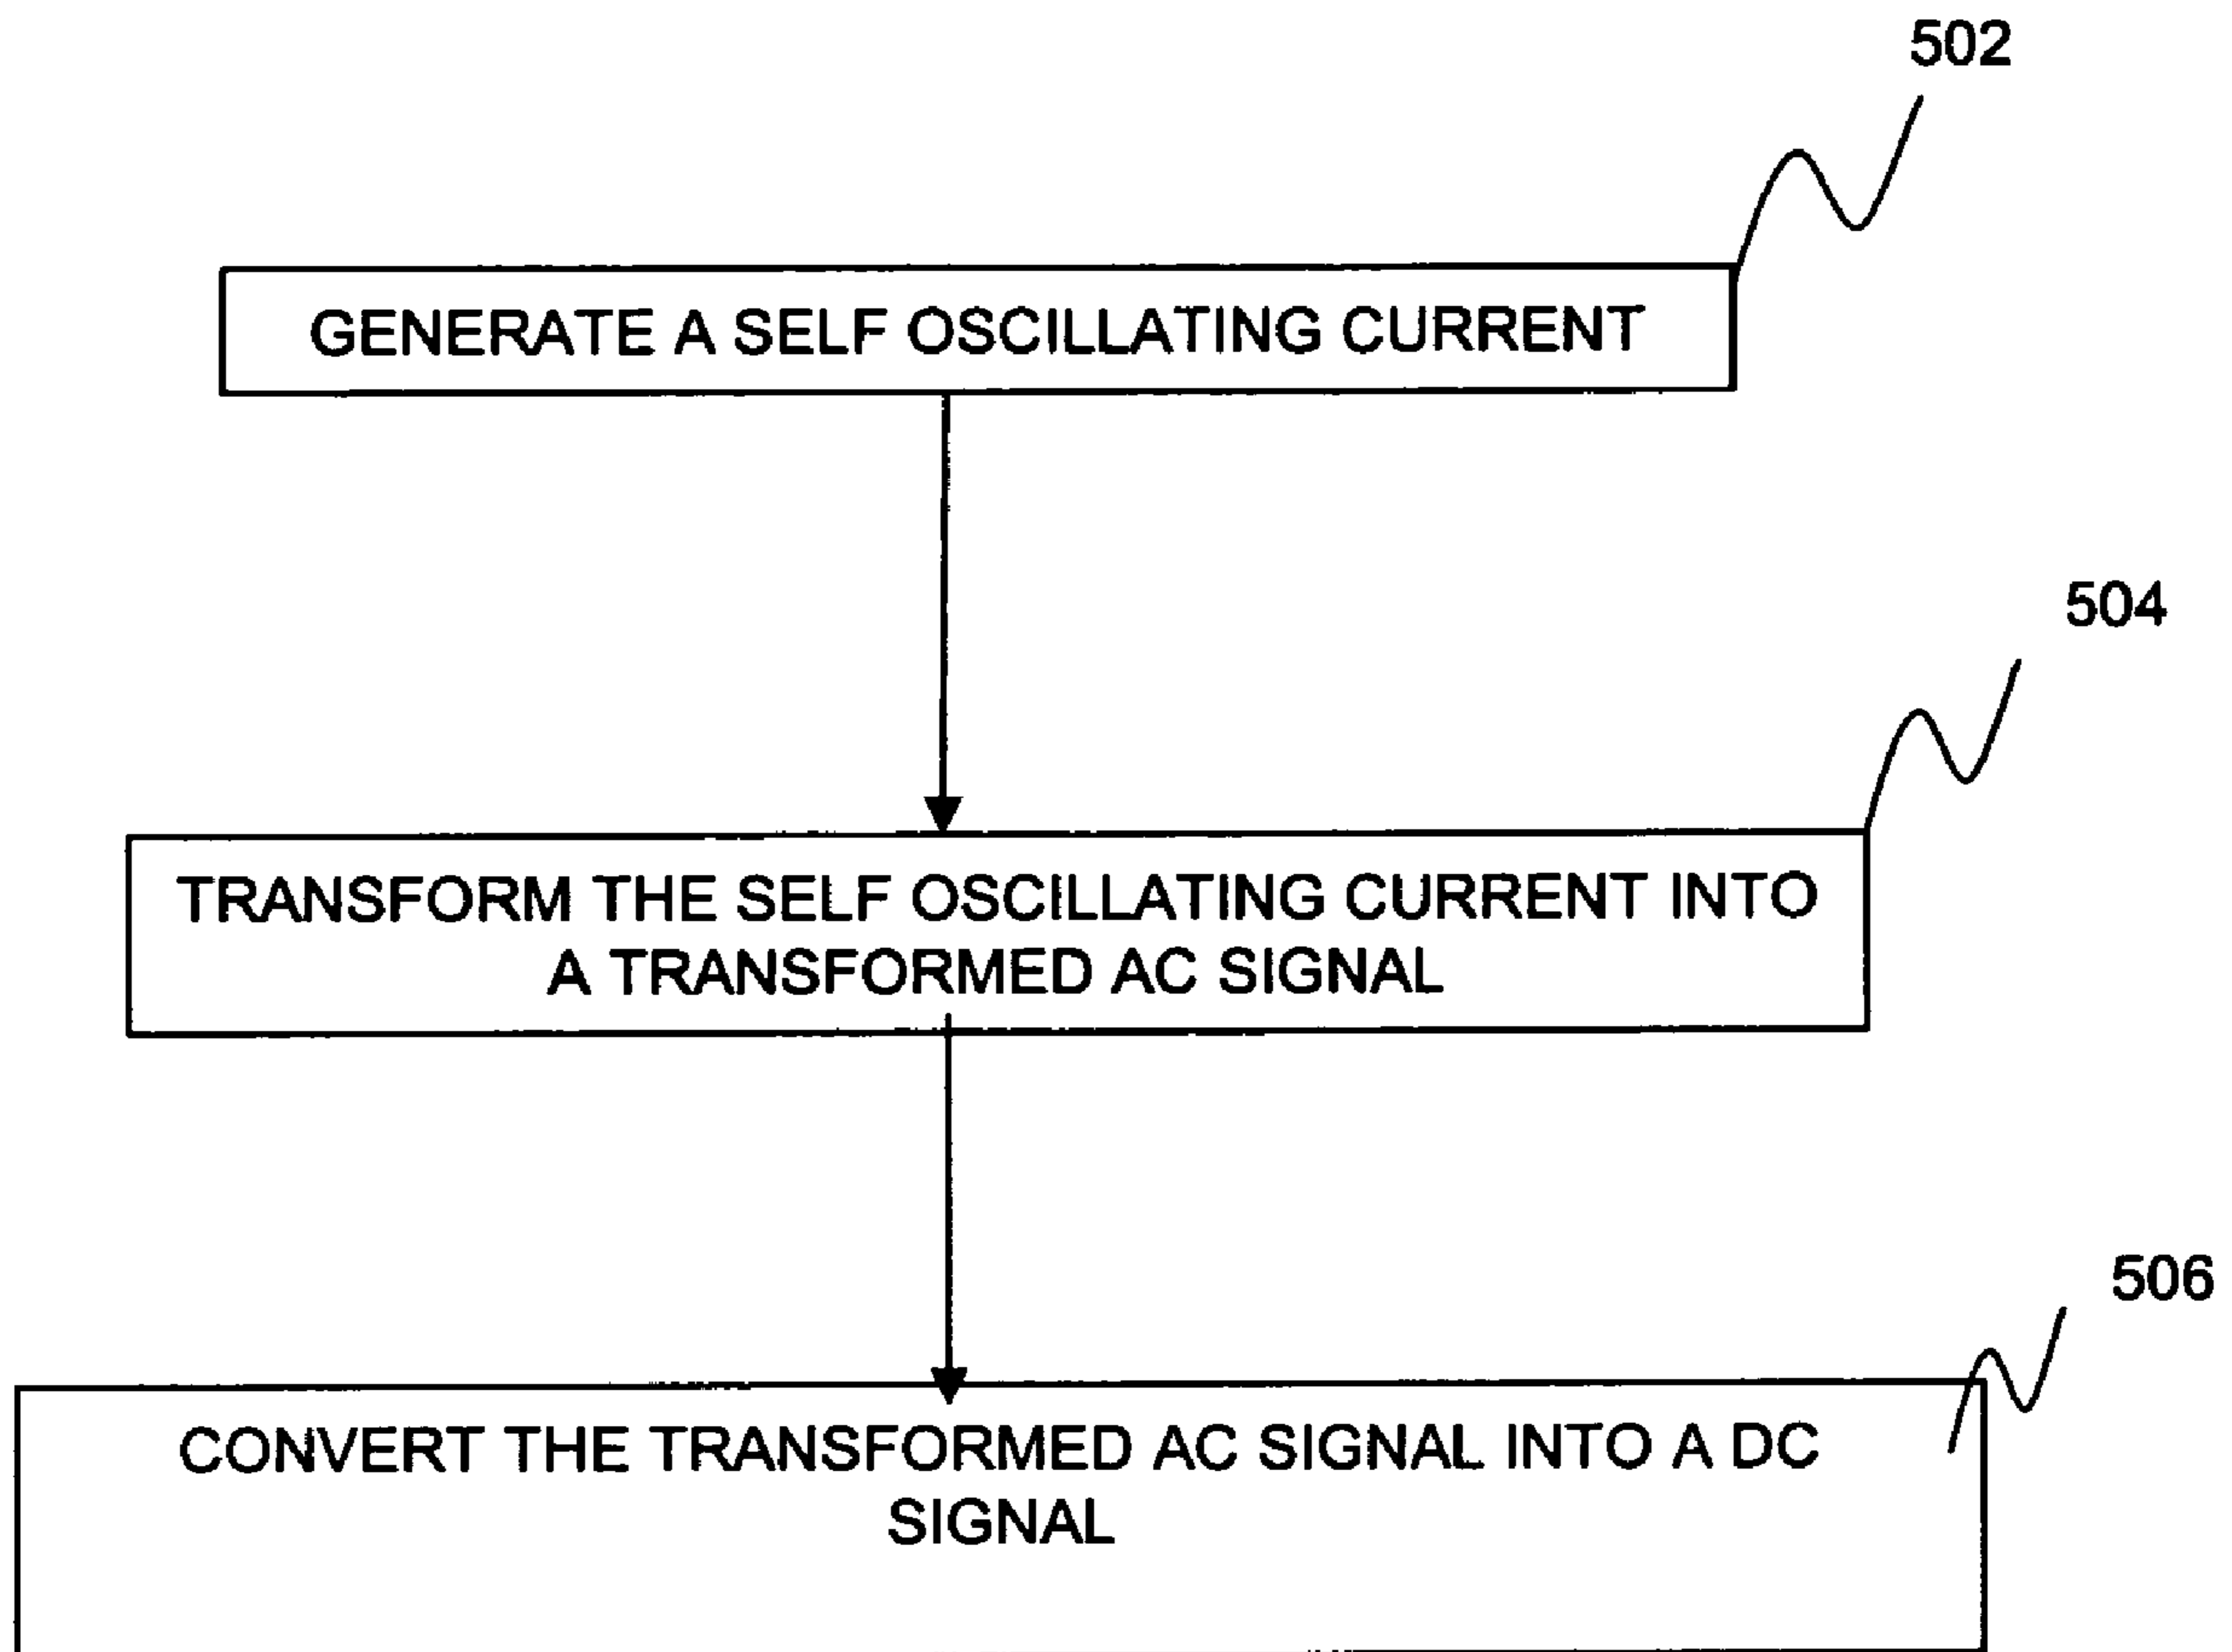 502
GENERATE A SELF OSCILLATING CURRENT
504
TRANSFORM THE SELF OSCILLATING CURRENT INTO
A TRANSFORMED AC SIGNAL
506
CONVERT THE TRANSFORMED AC SIGNAL INTO A DC
SIGNAL